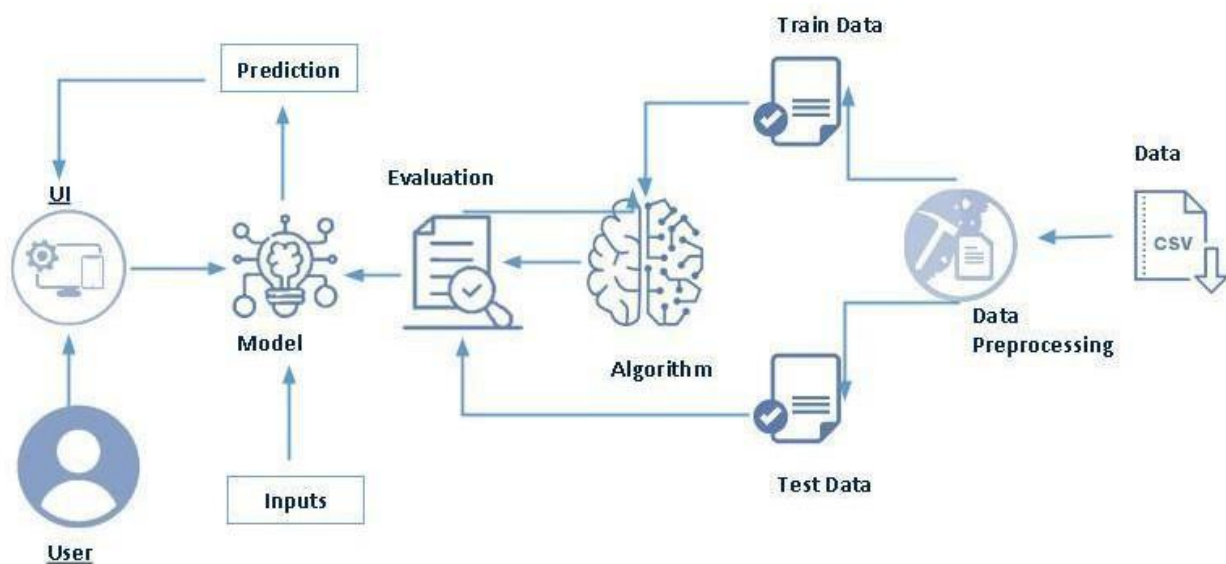 Train Data
Prediction
Data
Evaluation
UI
CSV
Data
Preprocessing
Model
Algorithm
Inputs
Test Data
User